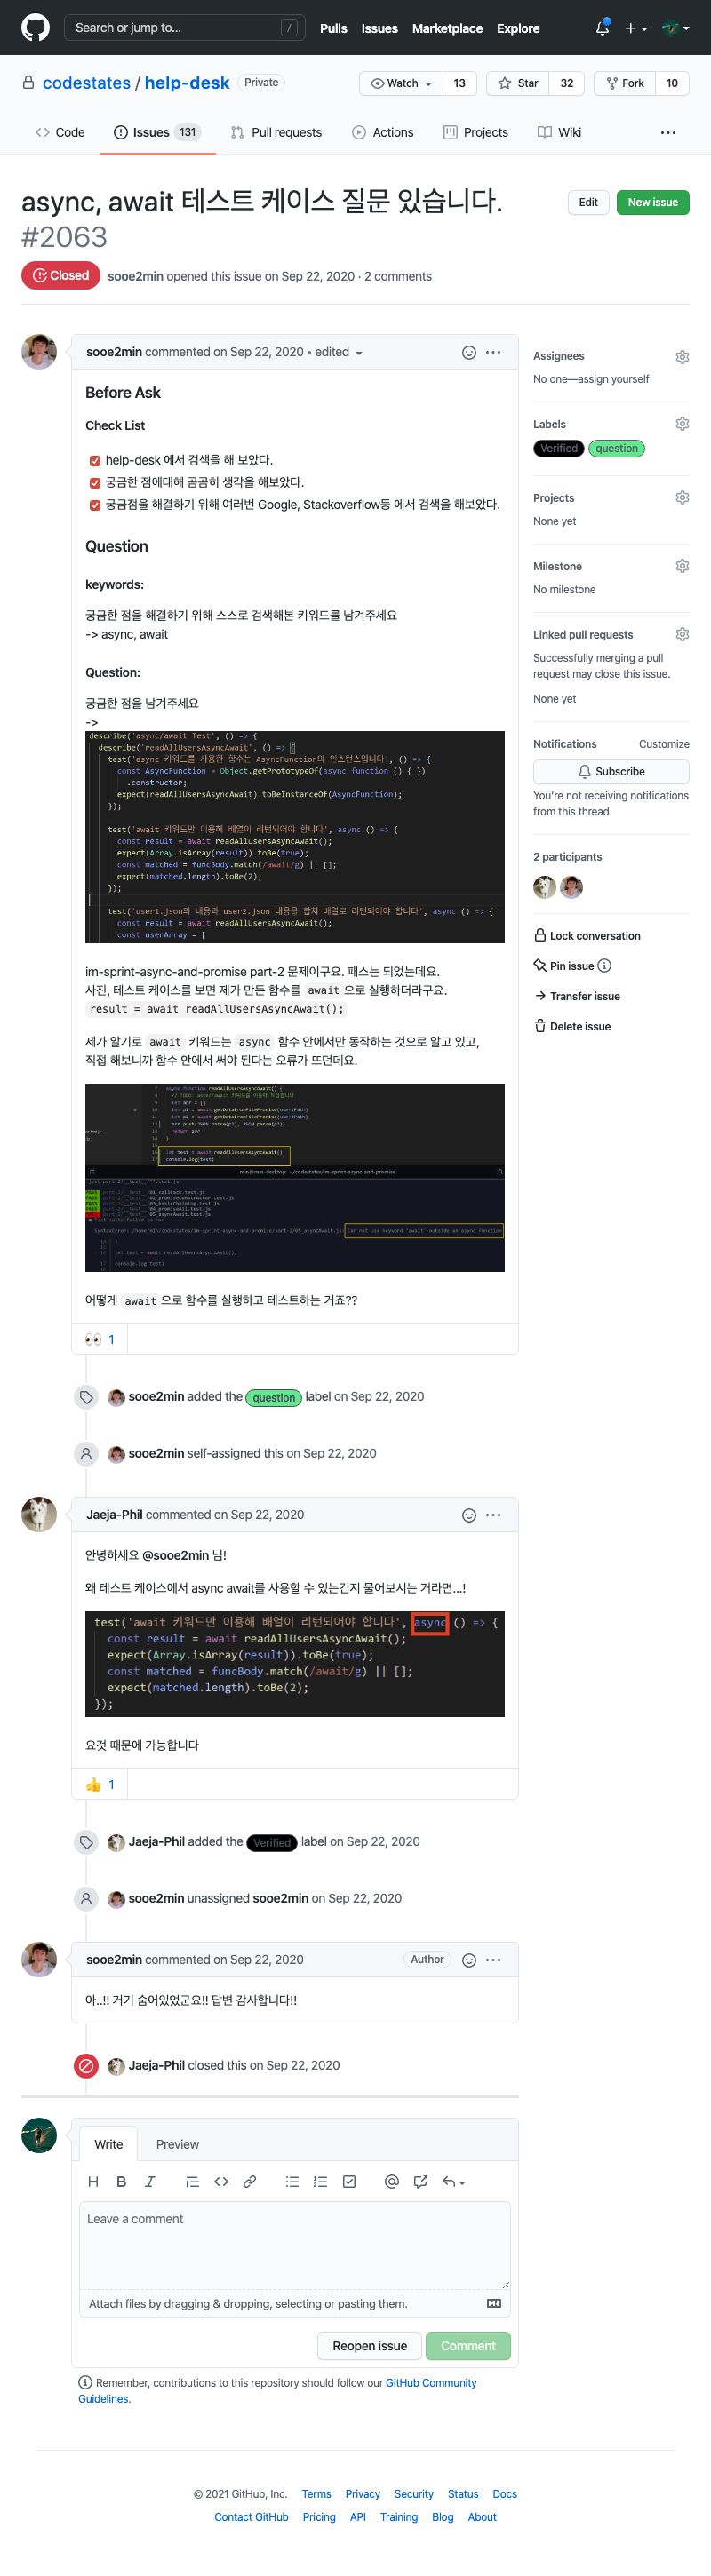 Search or jump to...
/
Pulls Issues Marketplace Explore
codestates / help-desk Private
Watch 13 Star 32 Fork 10
Code Issues 131 Pull requests Actions Projects Wiki ...
async, await 테스트 케이스 질문 있습니다.
#2063
Edit New issue
Closed sooe2min opened this issue on Sep 22, 2020 · 2 comments
sooe2min commented on Sep 22, 2020 • edited
Before Ask
Check List
help-desk 에서 검색을 해 보았다.
궁금한 점에대해 곰곰히 생각을 해보았다.
궁금점을 해결하기 위해 여러번 Google, Stackoverflow등 에서 검색을 해보았다.
Question
keywords:
궁금한 점을 해결하기 위해 스스로 검색해본 키워드를 남겨주세요
-> async, await
Question:
궁금한 점을 남겨주세요
->
describe('async/await Test', () => {
describe('readAllUsersAsyncAwait', () => {
test('async 키워드를 사용한 함수는 AsyncFunction의 인스턴스입니다', () => {
const AsyncFunction = Object.getPrototypeOf(async function () { })
.constructor;
expect(readAllUsersAsyncAwait).toBeInstanceOf(AsyncFunction);
});
test('await 키워드만 이용해 배열이 리턴되어야 합니다', async () => {
const result = await readAllUsersAsyncAwait();
expect(Array.isArray(result)).toBe(true);
const matched = funcBody.match(/await/g) || [];
expect(matched.length).toBe(2);
});
test('user1.json의 내용과 user2.json 내용을 합쳐 배열로 리턴되어야 합니다', async () => {
const result = await readAllUsersAsyncAwait();
const userArray = [
im-sprint-async-and-promise part-2 문제이구요. 패스는 되었는데요.
사진, 테스트 케이스를 보면 제가 만든 함수를 await 으로 실행하더라구요.
result = await readAllUsersAsyncAwait();
제가 알기로 await 키워드는 async 함수 안에서만 동작하는 것으로 알고 있고,
직접 해보니까 함수 안에서 써야 된다는 오류가 뜨던데요.
async function readAllUsersAsyncAwait() {
let arr = []
return arr
}
let test = await readAllUsersAsyncAwait();
console.log(test)
Can not use keyword 'await' outside an async function
let test = await readAllUsersAsyncAwait();
console.log(test)
어떻게 await 으로 함수를 실행하고 테스트하는 거죠??
1
sooe2min added the question label on Sep 22, 2020
sooe2min self-assigned this on Sep 22, 2020
Jaeja-Phil commented on Sep 22, 2020
안녕하세요 @sooe2min 님!
왜 테스트 케이스에서 async await를 사용할 수 있는건지 물어보시는 거라면...!
test('await 키워드만 이용해 배열이 리턴되어야 합니다', async () => {
const result = await readAllUsersAsyncAwait();
expect(Array.isArray(result)).toBe(true);
const matched = funcBody.match(/await/g) || [];
expect(matched.length).toBe(2);
});
요것 때문에 가능합니다
1
Jaeja-Phil added the Verified label on Sep 22, 2020
sooe2min unassigned sooe2min on Sep 22, 2020
sooe2min commented on Sep 22, 2020 Author
아..!! 거기 숨어있었군요!! 답변 감사합니다!!
Jaeja-Phil closed this on Sep 22, 2020
Write Preview
Leave a comment
Attach files by dragging & dropping, selecting or pasting them.
Reopen issue Comment
Remember, contributions to this repository should follow our GitHub Community
Guidelines.
Assignees
No one—assign yourself
Labels
Verified question
Projects
None yet
Milestone
No milestone
Linked pull requests
Successfully merging a pull
request may close this issue.
None yet
Notifications Customize
Subscribe
You're not receiving notifications
from this thread.
2 participants
Lock conversation
Pin issue
Transfer issue
Delete issue
© 2021 GitHub, Inc. Terms Privacy Security Status Docs
Contact GitHub Pricing API Training Blog About